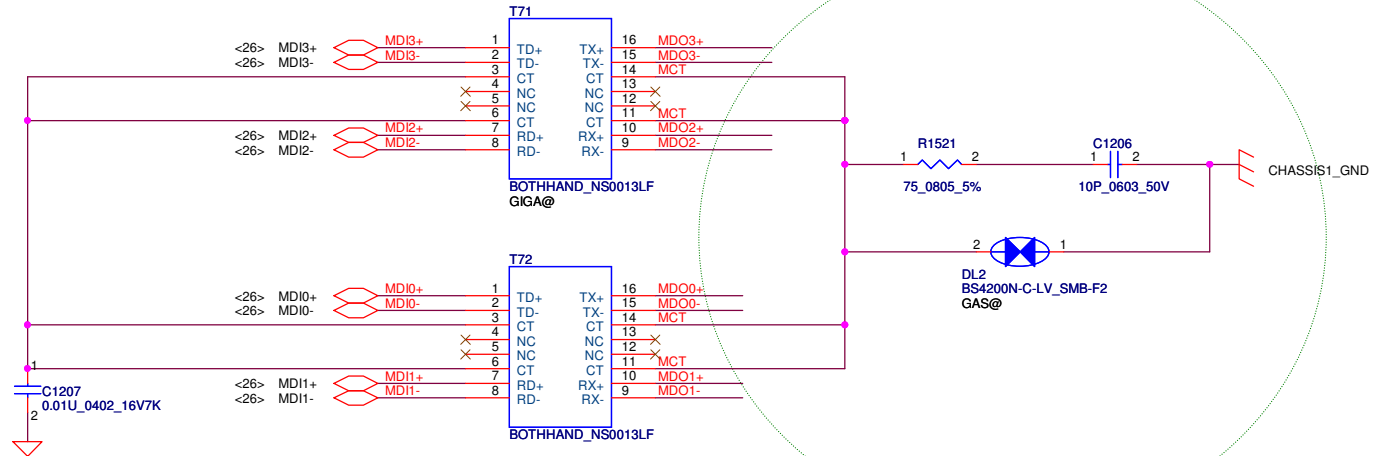 T71
<26> MDI3+ MDI3+ 1 TD+ TX+ 16 MDO3+
<26> MDI3- MDI3- 2 TD- TX- 15 MDO3-
3 CT CT 14 MCT
4 NC NC 13
5 NC NC 12
6 CT CT 11 MCT
<26> MDI2+ MDI2+ 7 RD+ RX+ 10 MDO2+
<26> MDI2- MDI2- 8 RD- RX- 9 MDO2-
BOTHHAND_NS0013LF
GIGA@
R1521
1 2
75_0805_5%
C1206
1 2
10P_0603_50V
CHASSIS1_GND
2 1
DL2
BS4200N-C-LV_SMB-F2
GAS@
T72
<26> MDI0+ MDI0+ 1 TD+ TX+ 16 MDO0+
<26> MDI0- MDI0- 2 TD- TX- 15 MDO0-
3 CT CT 14 MCT
4 NC NC 13
5 NC NC 12
6 CT CT 11 MCT
<26> MDI1+ MDI1+ 7 RD+ RX+ 10 MDO1+
<26> MDI1- MDI1- 8 RD- RX- 9 MDO1-
BOTHHAND_NS0013LF
1
C1207
0.01U_0402_16V7K
2